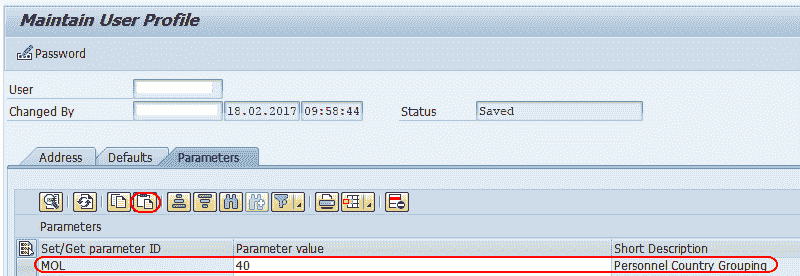 Maintain User Profile
Password
User
Changed By 18.02.2017 09:58:44 Status Saved
Address Defaults Parameters
Parameters
Set/Get parameter ID Parameter value Short Description
MOL 40 Personnel Country Grouping